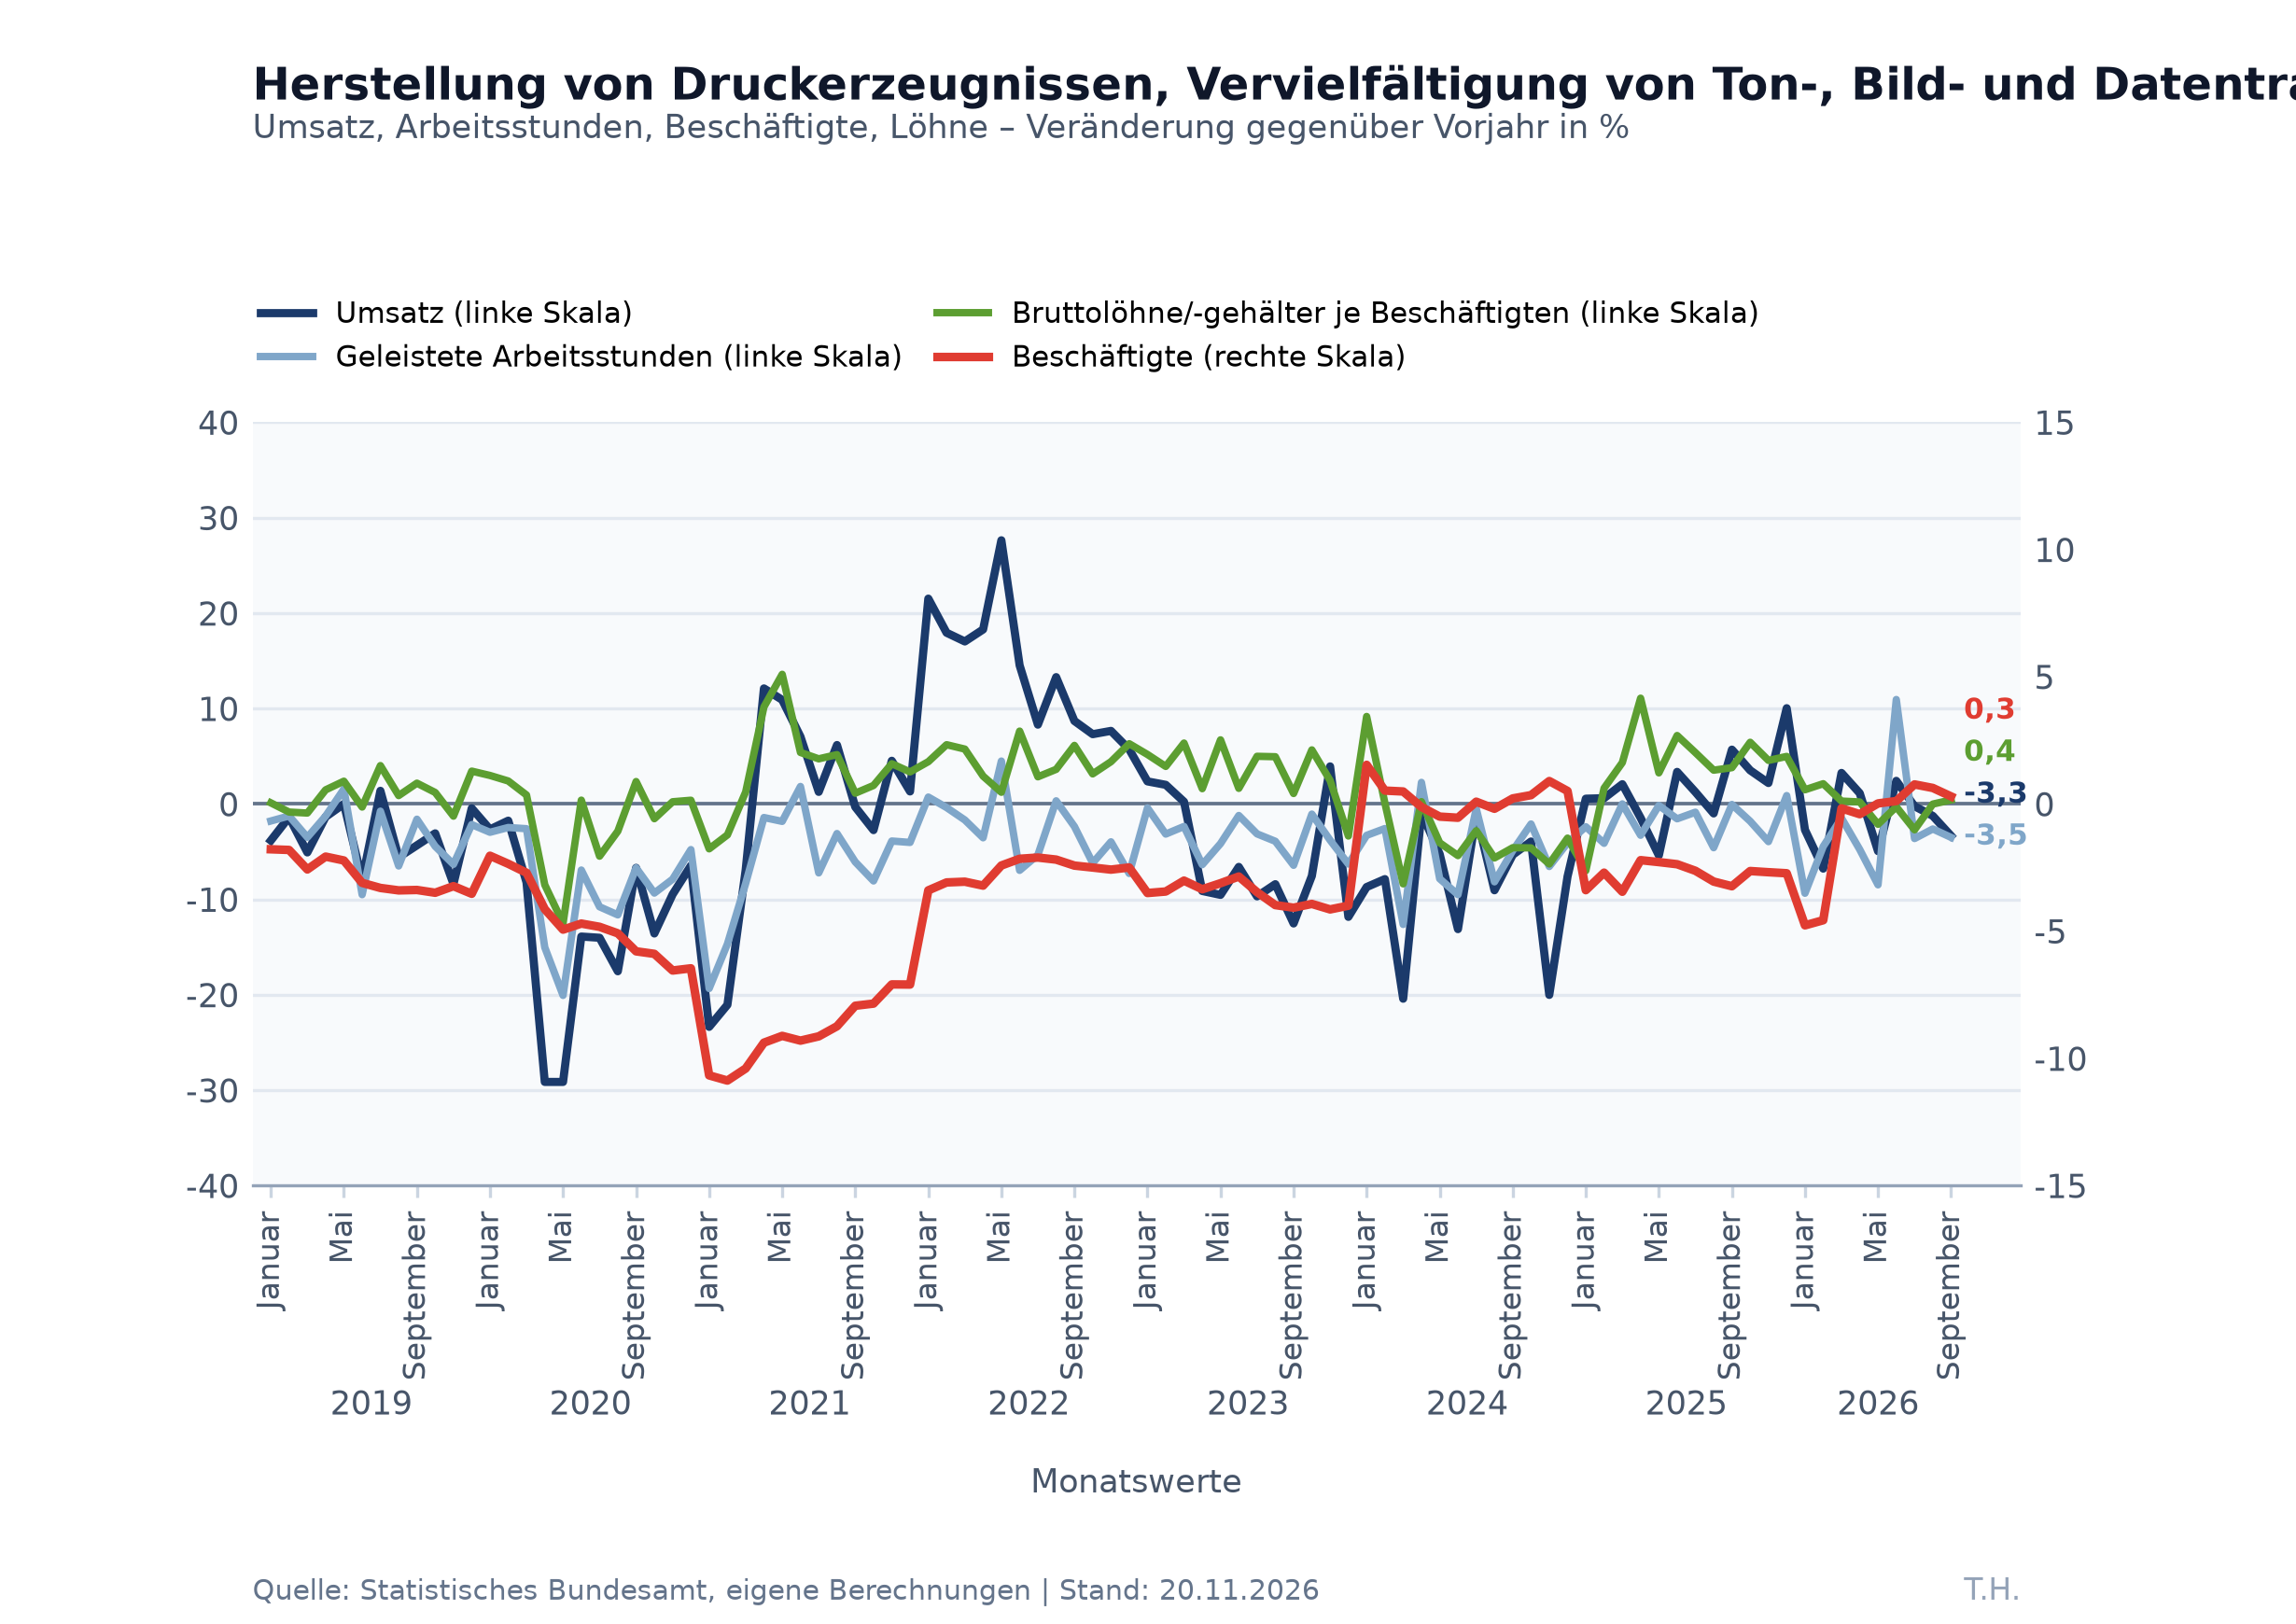 Herstellung von Druckerzeugnissen, Vervielfältigung von Ton-, Bild- und
Umsatz, Arbeitsstunden, Beschäftigte, Löhne – Veränderung gegenüber Vorjahr in %
Umsatz (linke Skala)
Geleistete Arbeitsstunden (linke Skala)
Bruttolöhne/-gehälter je Beschäftigten (linke Skala)
Beschäftigte (rechte Skala)
40
30
20
10
0
-10
-20
-30
-40
15
10
5
0
-5
-10
-15
0,3
0,4
-3,3
-3,5
Januar
Mai
September
Januar
Mai
September
Januar
Mai
September
Januar
Mai
September
Januar
Mai
September
Januar
Mai
September
Januar
Mai
September
Januar
Mai
September
2019
2020
2021
2022
2023
2024
2025
2026
Monatswerte
Quelle: Statistisches Bundesamt, eigene Berechnungen | Stand: 20.11.2026
T.H.